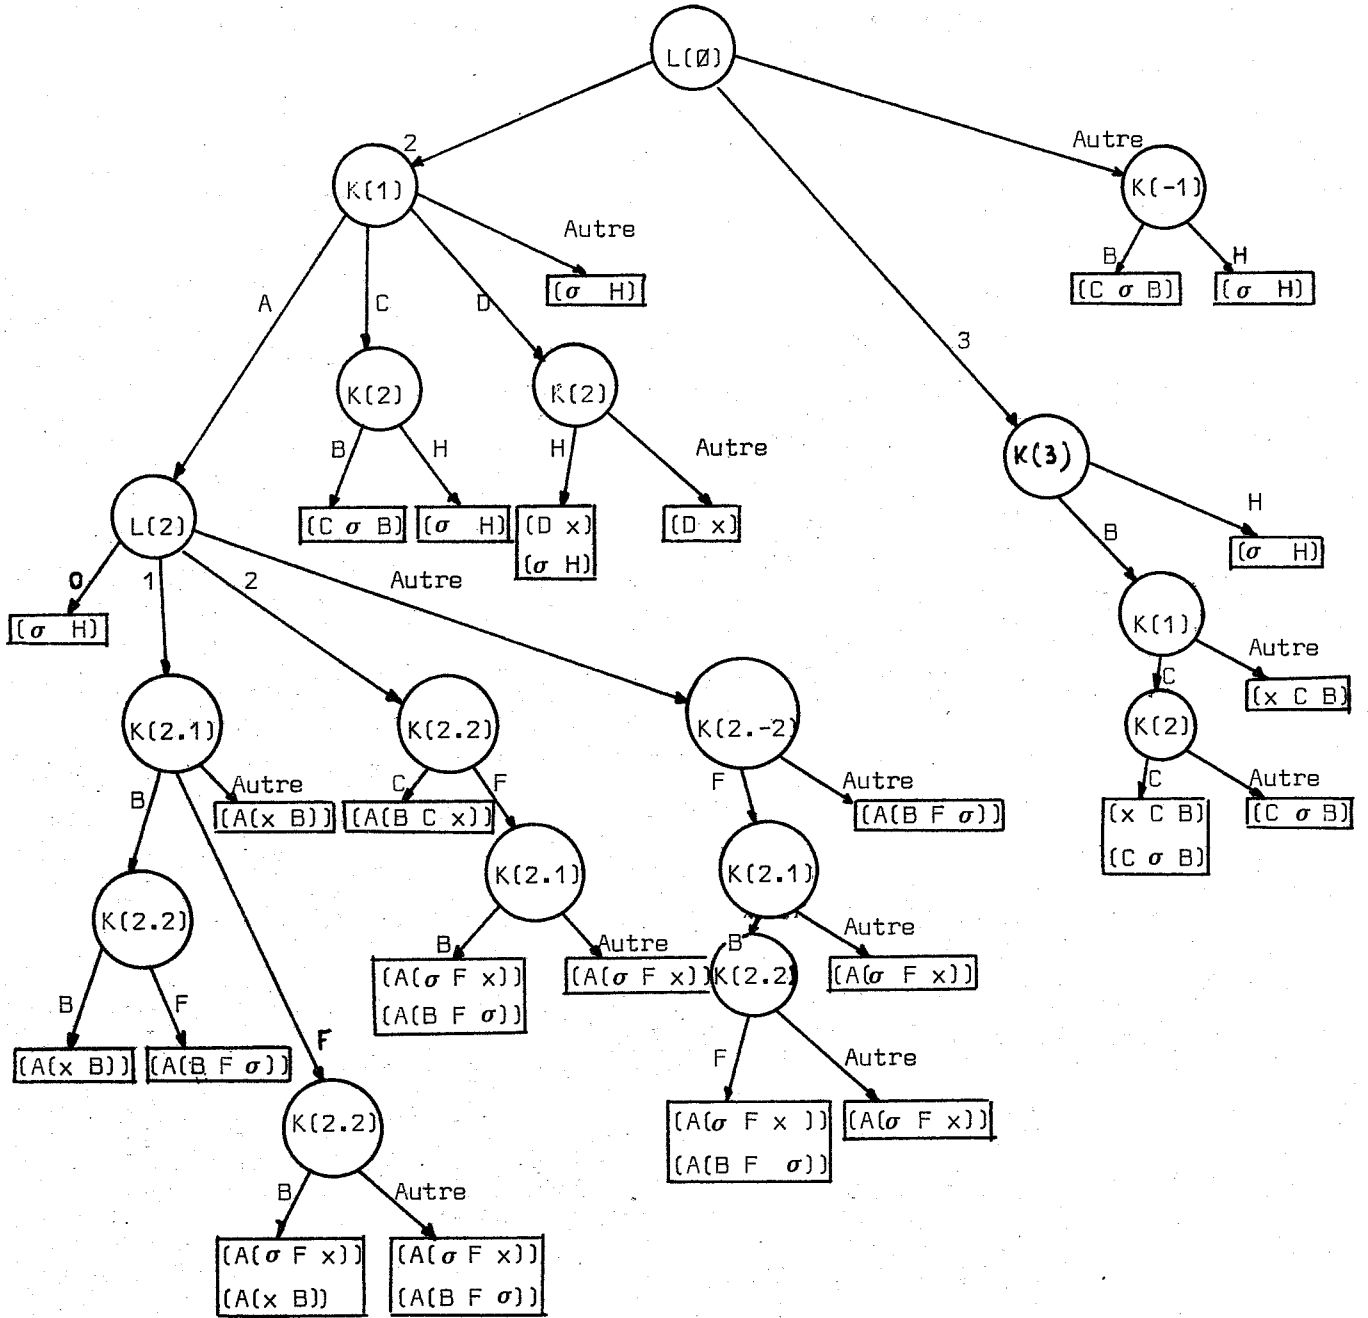 L(Ø)
2
Autre
K(1)
K(-1)
Autre
B
H
(σ H)
(C σ B)
(σ H)
A
C
D
3
K(2)
K(2)
K(3)
B
H
H
Autre
H
(C σ B)
(σ H)
(D x)
(σ H)
(D x)
B
(σ H)
L(2)
0
1
2
Autre
(σ H)
K(1)
Autre
C
(x C B)
K(2.1)
K(2.2)
K(2.-2)
K(2)
B
Autre
C
F
F
Autre
C
Autre
(A(x B))
(A(B C x))
(A(B F σ))
(x C B)
(C σ B)
(C σ B)
K(2.2)
K(2.1)
K(2.1)
B
Autre
B
Autre
(A(σ F x))
(A(B F σ))
(A(σ F x))
K(2.2)
(A(σ F x))
B
F
F
(A(x B))
(A(B F σ))
F
Autre
K(2.2)
(A(σ F x ))
(A(B F σ))
(A(σ F x))
B
Autre
(A(σ F x))
(A(x B))
(A(σ F x))
(A(B F σ))